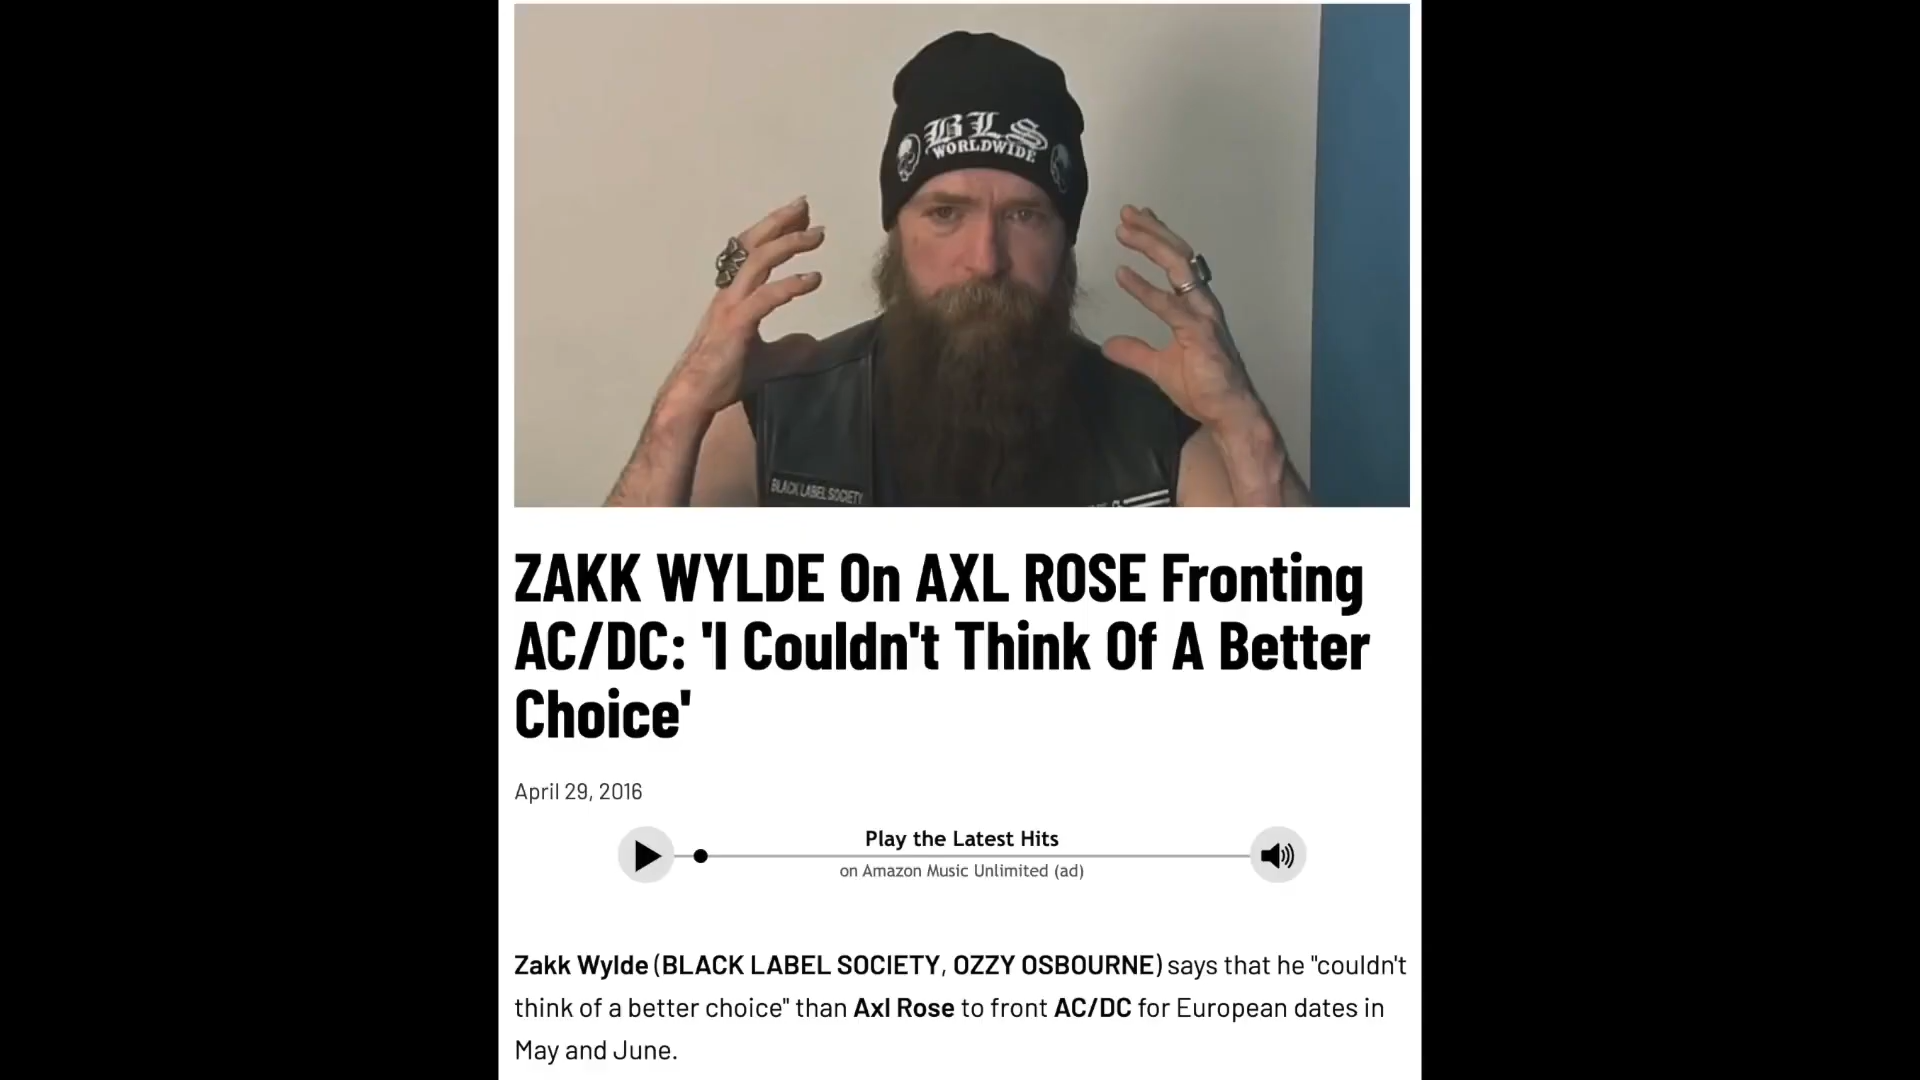 BLS
WORLDWIDE
BLACK LABEL SOCIETY
ZAKK WYLDE On AXL ROSE Fronting
AC/DC: 'I Couldn't Think Of A Better
Choice'
April 29, 2016
Play the Latest Hits
on Amazon Music Unlimited (ad)
Zakk Wylde (BLACK LABEL SOCIETY, OZZY OSBOURNE) says that he "couldn't
think of a better choice" than Axl Rose to front AC/DC for European dates in
May and June.